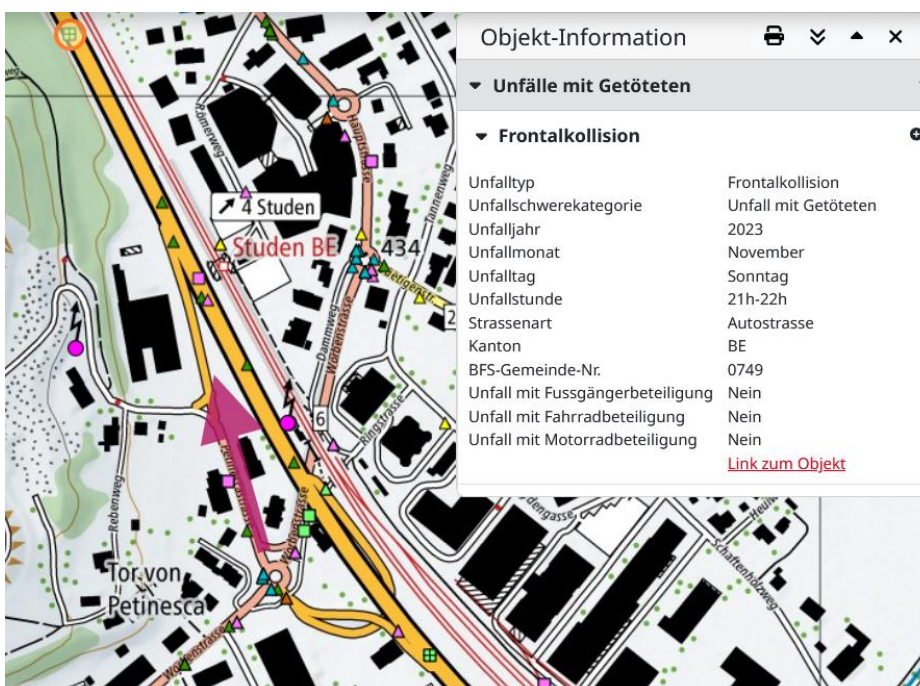 Objekt-Information
Unfälle mit Getöteten
Frontalkollision
Unfalltyp Frontalkollision
Unfallschwerekategorie Unfall mit Getöteten
Unfalljahr 2023
Unfallmonat November
Unfalltag Sonntag
Unfallstunde 21h-22h
Strassenart Autostrasse
Kanton BE
BFS-Gemeinde-Nr. 0749
Unfall mit Fussgängerbeteiligung Nein
Unfall mit Fahrradbeteiligung Nein
Unfall mit Motorradbeteiligung Nein
Link zum Objekt
Römerweg
Hauptstrasse
Tannenweg
4 Studen
Studen BE
434
Dammweg
Worbenstrasse
2
6
Ringstrasse
Rebenweg
Schaftenholzweg
Tor von
Petinesca